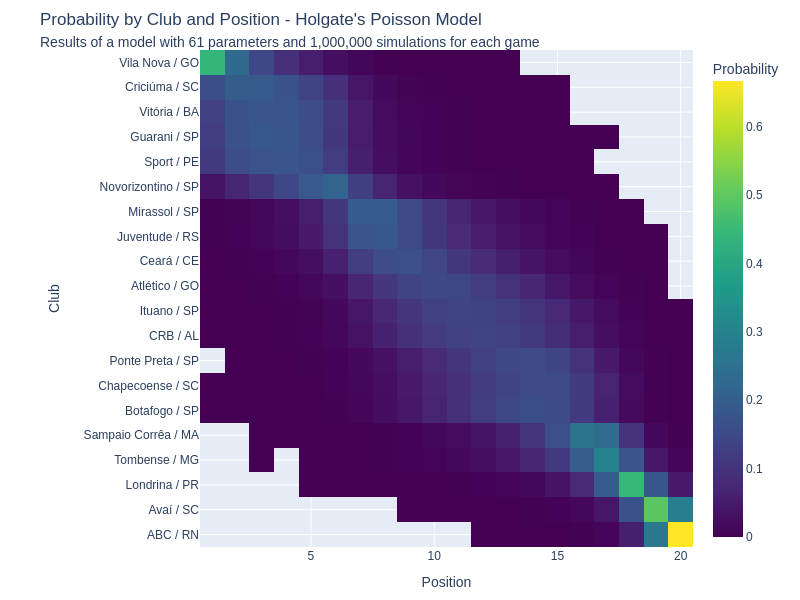 Probability by Club and Position - Holgate's Poisson Model
Results of a model with 61 parameters and 1,000,000 simulations for each game
Probability
Vila Nova / GO
Criciúma / SC
Vitória / BA
Guarani / SP
Sport / PE
Novorizontino / SP
Mirassol / SP
Juventude / RS
Ceará / CE
Atlético / GO
Ituano / SP
CRB / AL
Ponte Preta / SP
Chapecoense / SC
Botafogo / SP
Sampaio Corrêa / MA
Tombense / MG
Londrina / PR
Avaí / SC
ABC / RN
Club
5
10
15
20
Position
0.6
0.5
0.4
0.3
0.2
0.1
0